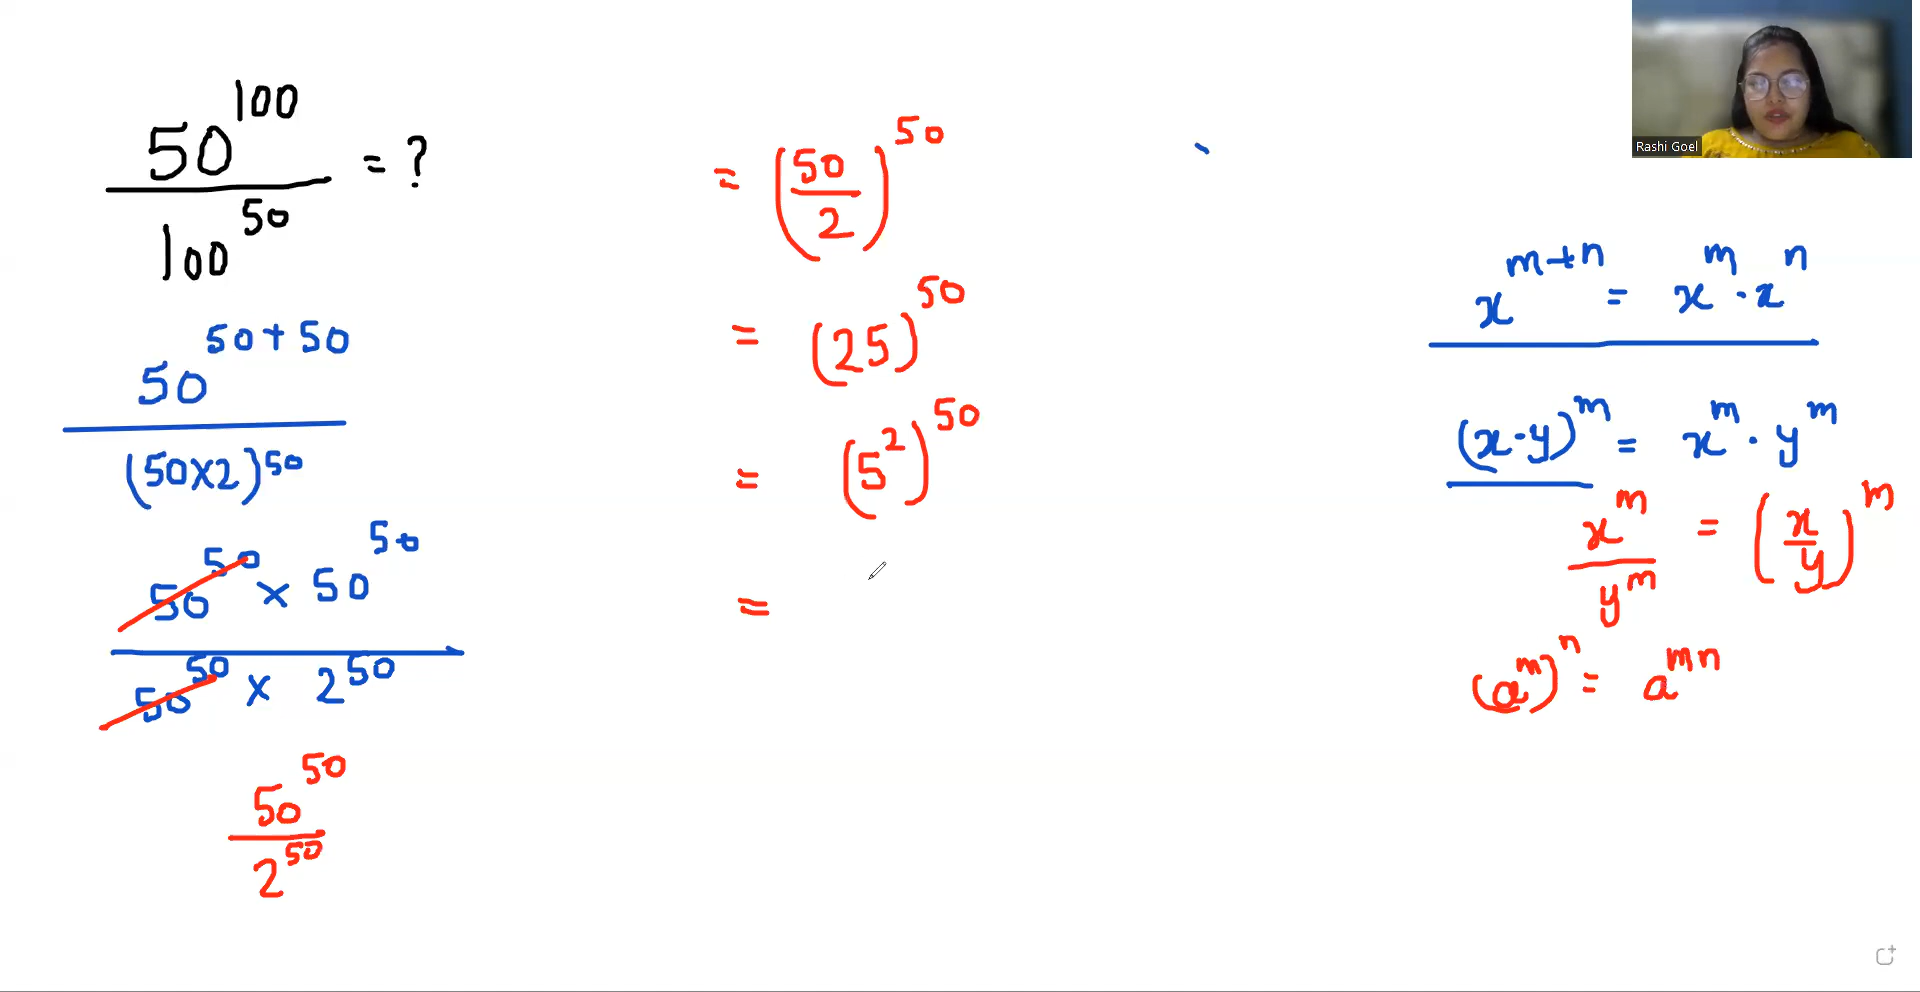 50^100 / 100^50 = ?
50^(50+50) / (50×2)^50
50^50 × 50^50 / 50^50 × 2^50
50^50 / 2^50
= (50/2)^50
= (25)^50
= (5^2)^50
=
Rashi Goel
x^(m+n) = x^m · x^n
(x·y)^m = x^m · y^m
x^m / y^m = (x/y)^m
(a^m)^n = a^mn